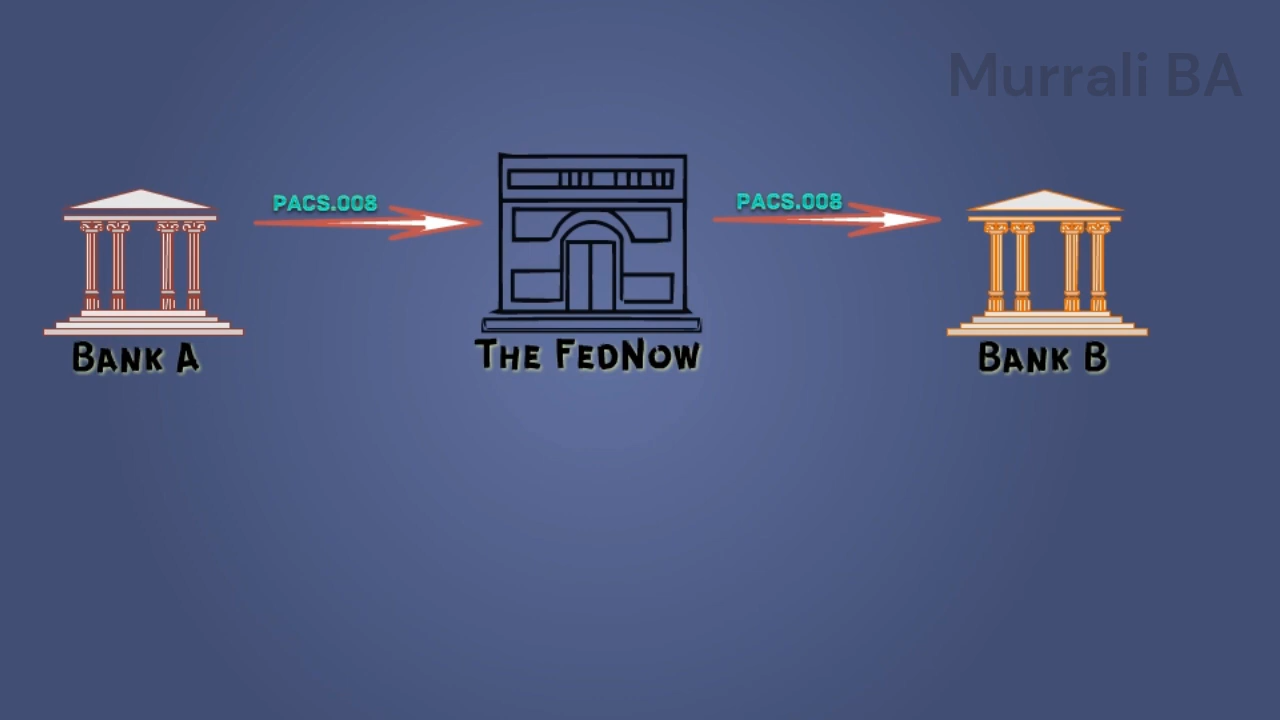 Murrali BA
PACS.008
PACS.008
BANK A
THE FEDNOW
BANK B